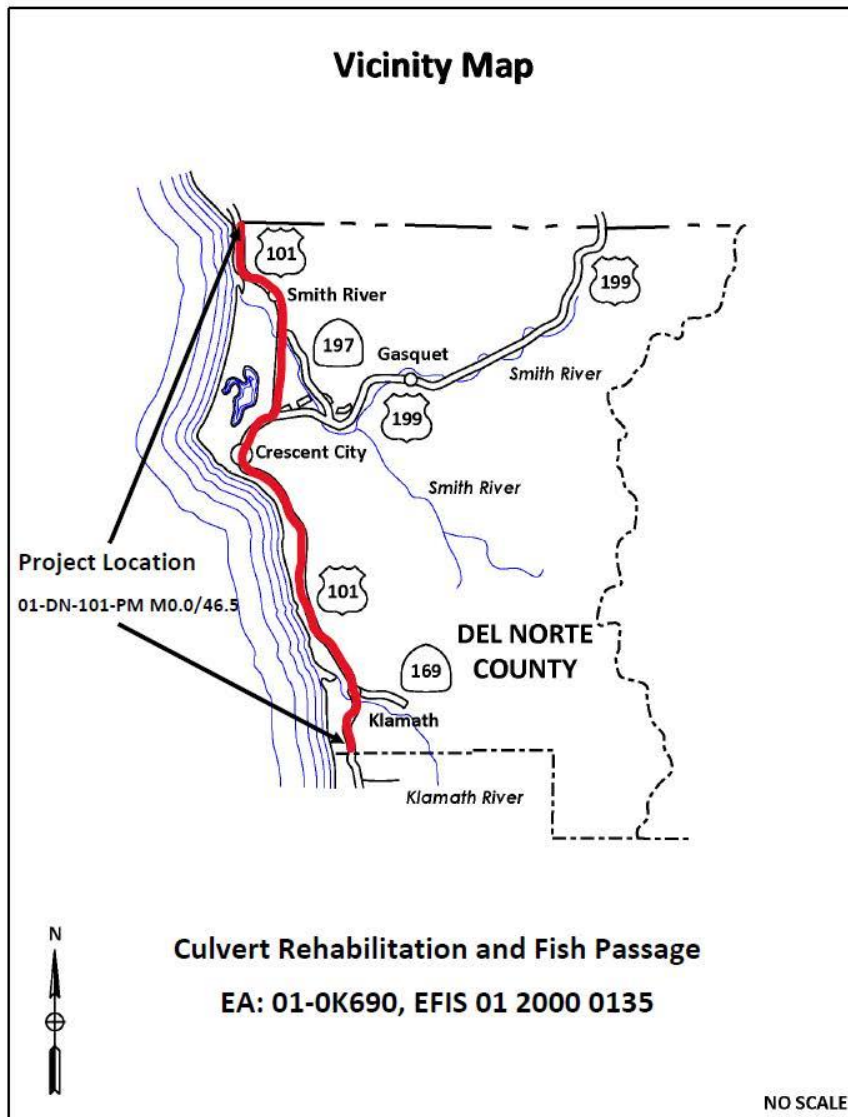 Vicinity Map
101
Smith River
199
197
Gasquet
Smith River
199
Crescent City
Smith River
Project Location
101
01-DN-101-PM M0.0/46.5
DEL NORTE
COUNTY
169
Klamath
Klamath River
N
Culvert Rehabilitation and Fish Passage
EA: 01-0K690, EFIS 01 2000 0135
NO SCALE